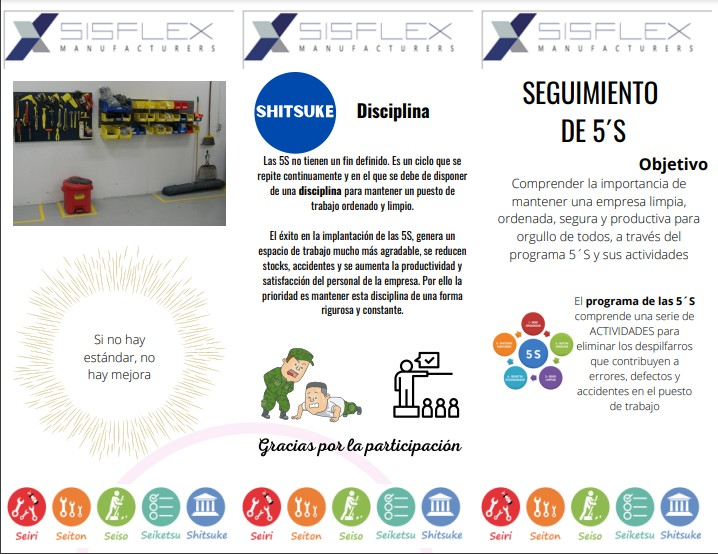 SISFLEX
MANUFACTURERS
Si no hay
estándar, no
hay mejora
Seiri Seiton Seiso Seiketsu Shitsuke
SISFLEX
MANUFACTURERS
SHITSUKE
Disciplina
Las 5S no tienen un fin definido. Es un ciclo que se
repite continuamente y en el que se debe de disponer
de una disciplina para mantener un puesto de
trabajo ordenado y limpio.
El éxito en la implantación de las 5S, genera un
espacio de trabajo mucho más agradable, se reducen
stocks, accidentes y se aumenta la productividad y
satisfacción del personal de la empresa. Por ello la
prioridad es mantener esta disciplina de una forma
rigurosa y constante.
Gracias por la participación
Seiri Seiton Seiso Seiketsu Shitsuke
SISFLEX
MANUFACTURERS
SEGUIMIENTO
DE 5´S
Objetivo
Comprender la importancia de
mantener una empresa limpia,
ordenada, segura y productiva para
orgullo de todos, a través del
programa 5´S y sus actividades
5 S
El programa de las 5´S
comprende una serie de
ACTIVIDADES para
eliminar los despilfarros
que contribuyen a
errores, defectos y
accidentes en el puesto
de trabajo
Seiri Seiton Seiso Seiketsu Shitsuke